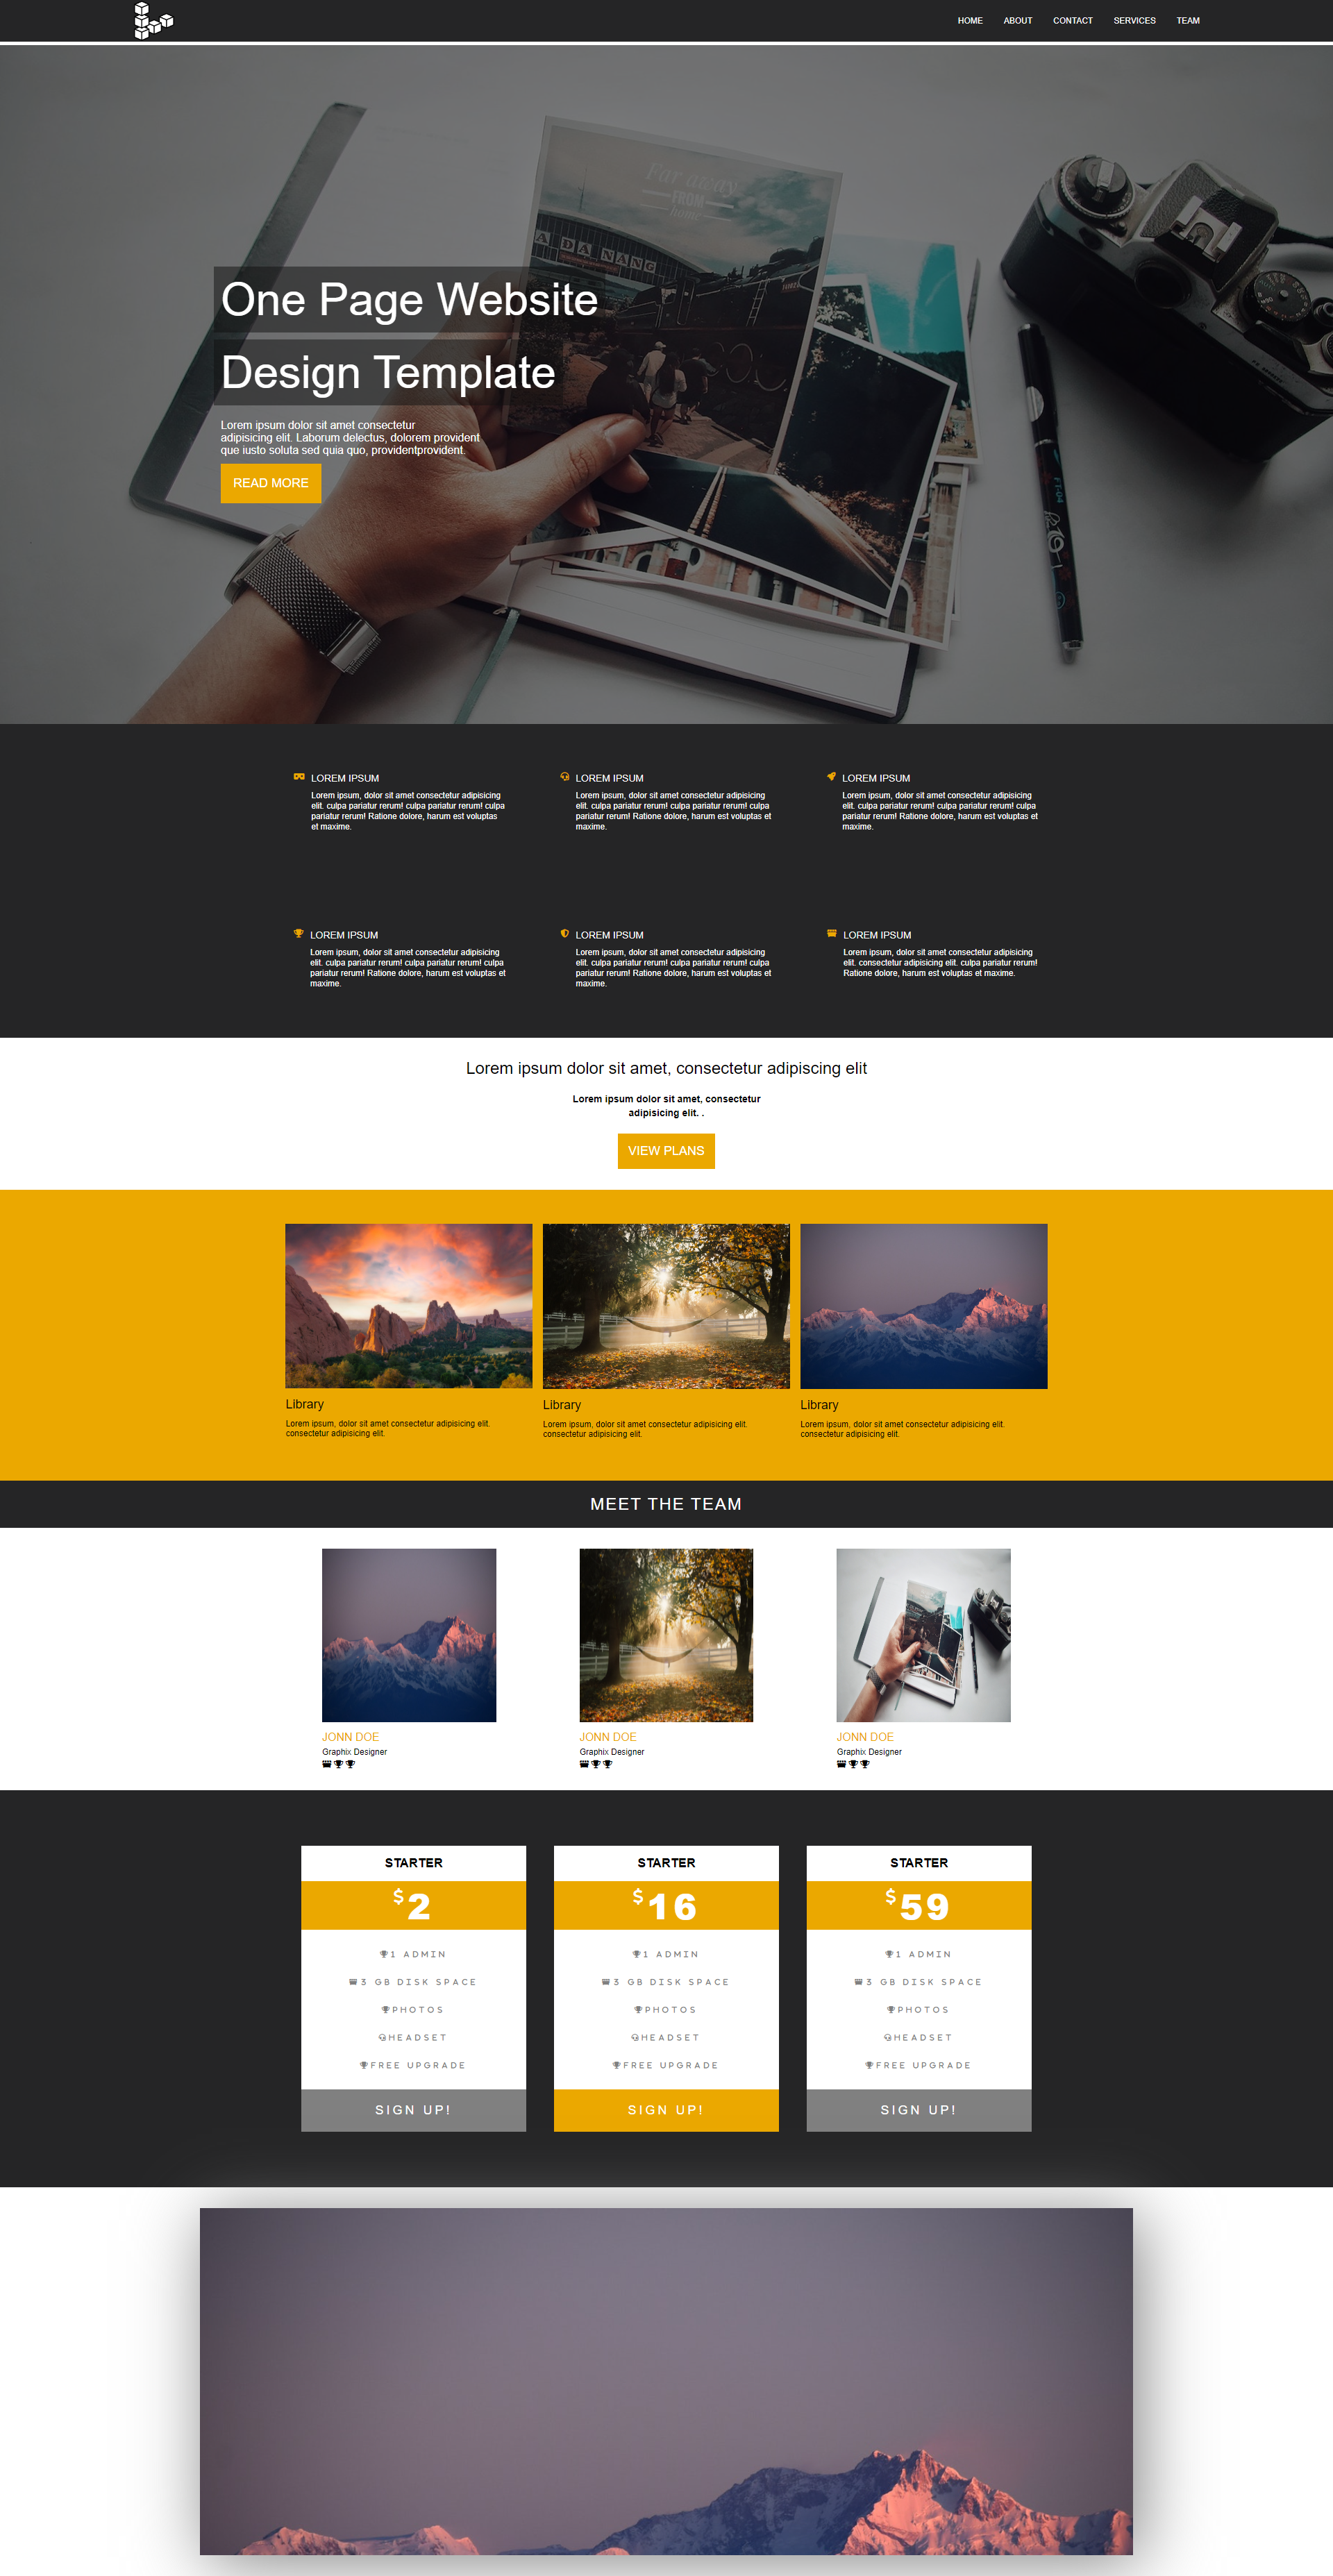 HOME ABOUT CONTACT SERVICES TEAM
Far away
FROM
home
A DA NANG
One Page Website
Design Template
Lorem ipsum dolor sit amet consectetur
adipisicing elit. Laborum delectus, dolorem provident
que iusto soluta sed quia quo, providentprovident.
READ MORE
LOREM IPSUM
Lorem ipsum, dolor sit amet consectetur adipisicing
elit. culpa pariatur rerum! culpa pariatur rerum! culpa
pariatur rerum! Ratione dolore, harum est voluptas
et maxime.
LOREM IPSUM
Lorem ipsum, dolor sit amet consectetur adipisicing
elit. culpa pariatur rerum! culpa pariatur rerum! culpa
pariatur rerum! Ratione dolore, harum est voluptas et
maxime.
LOREM IPSUM
Lorem ipsum, dolor sit amet consectetur adipisicing
elit. culpa pariatur rerum! culpa pariatur rerum! culpa
pariatur rerum! Ratione dolore, harum est voluptas et
maxime.
LOREM IPSUM
Lorem ipsum, dolor sit amet consectetur adipisicing
elit. culpa pariatur rerum! culpa pariatur rerum! culpa
pariatur rerum! Ratione dolore, harum est voluptas et
maxime.
LOREM IPSUM
Lorem ipsum, dolor sit amet consectetur adipisicing
elit. culpa pariatur rerum! culpa pariatur rerum! culpa
pariatur rerum! Ratione dolore, harum est voluptas et
maxime.
LOREM IPSUM
Lorem ipsum, dolor sit amet consectetur adipisicing
elit. consectetur adipisicing elit. culpa pariatur rerum!
Ratione dolore, harum est voluptas et maxime.
Lorem ipsum dolor sit amet, consectetur adipiscing elit
Lorem ipsum dolor sit amet, consectetur
adipisicing elit. .
VIEW PLANS
Library
Lorem ipsum, dolor sit amet consectetur adipisicing elit.
consectetur adipisicing elit.
Library
Lorem ipsum, dolor sit amet consectetur adipisicing elit.
consectetur adipisicing elit.
Library
Lorem ipsum, dolor sit amet consectetur adipisicing elit.
consectetur adipisicing elit.
MEET THE TEAM
JONN DOE
Graphix Designer
JONN DOE
Graphix Designer
JONN DOE
Graphix Designer
STARTER
$2
1 ADMIN
3 GB DISK SPACE
PHOTOS
HEADSET
FREE UPGRADE
SIGN UP!
STARTER
$16
1 ADMIN
3 GB DISK SPACE
PHOTOS
HEADSET
FREE UPGRADE
SIGN UP!
STARTER
$59
1 ADMIN
3 GB DISK SPACE
PHOTOS
HEADSET
FREE UPGRADE
SIGN UP!